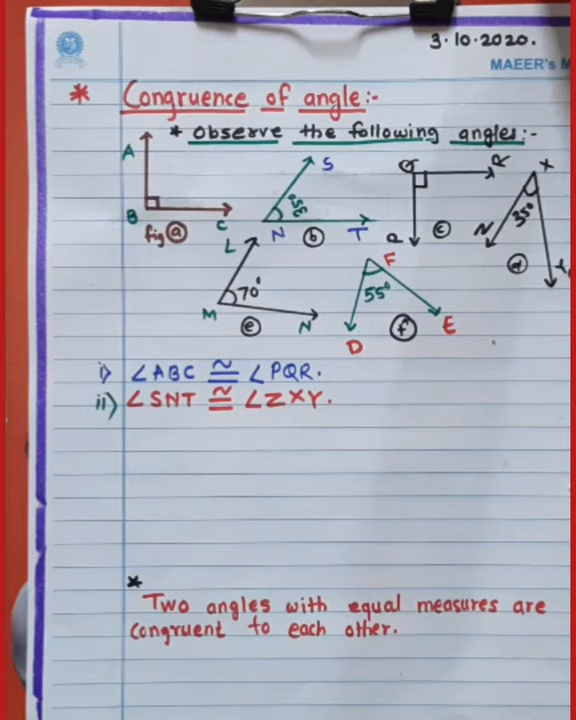 3.10.2020.
MAEER's M
* Congruence of angle:-
* Observe the following angles:-
A
B
C
fig ⓐ
S
35°
N
T
ⓑ
Q
R
ⓒ
X
35°
ⓓ
L
M
70°
N
ⓔ
F
55°
D
E
ⓕ
i) ∠ABC ≅ ∠PQR.
ii) ∠SNT ≅ ∠ZXY.
*
Two angles with equal measures are
congruent to each other.